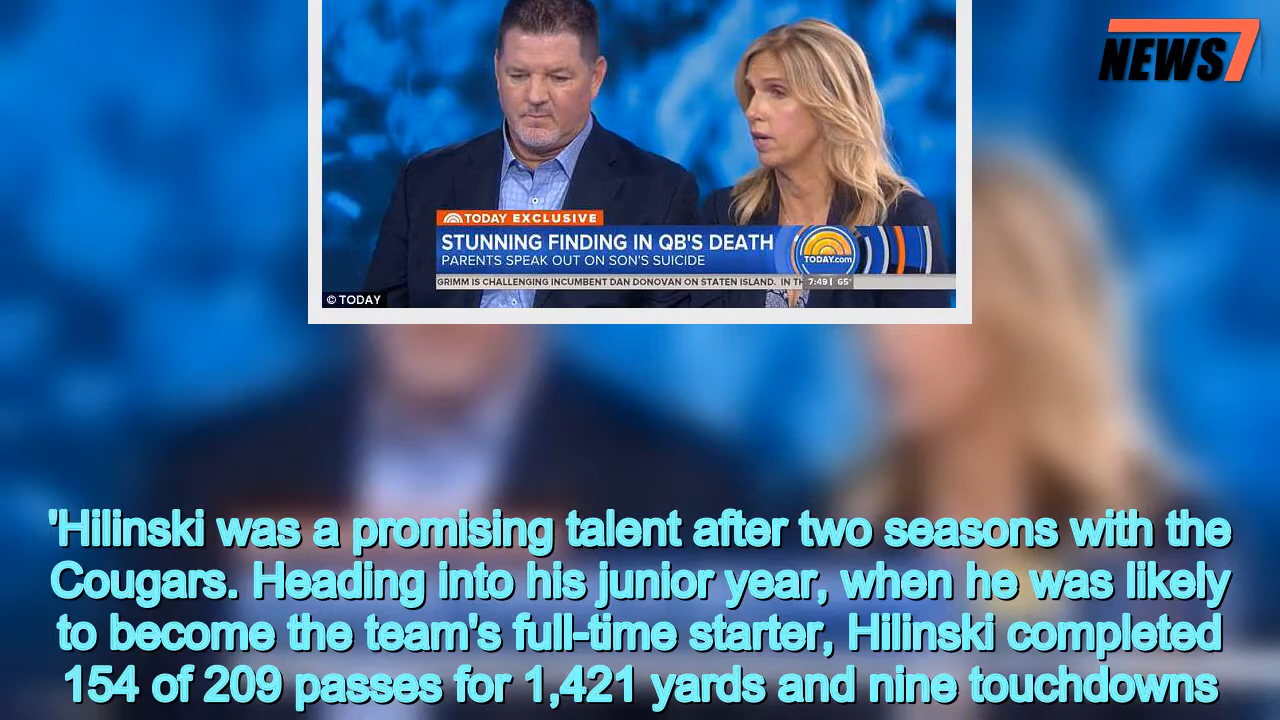 NEWS7
TODAY EXCLUSIVE
STUNNING FINDING IN QB'S DEATH
PARENTS SPEAK OUT ON SON'S SUICIDE
TODAY.com
GRIMM IS CHALLENGING INCUMBENT DAN DONOVAN ON STATEN ISLAND. IN TH 7:49 65°
© TODAY
'Hilinski was a promising talent after two seasons with the
Cougars. Heading into his junior year, when he was likely
to become the team's full-time starter, Hilinski completed
154 of 209 passes for 1,421 yards and nine touchdowns